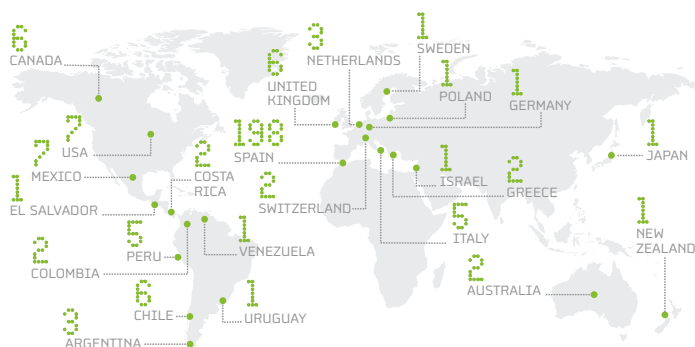 6
CANADA
7
USA
7
MEXICO
1
EL SALVADOR
2
COSTA
RICA
2
COLOMBIA
5
PERU
1
VENEZUELA
6
CHILE
1
URUGUAY
3
ARGENTINA
6
UNITED
KINGDOM
3
NETHERLANDS
1
SWEDEN
1
POLAND
1
GERMANY
198
SPAIN
2
SWITZERLAND
1
ISRAEL
2
GREECE
5
ITALY
1
JAPAN
2
AUSTRALIA
1
NEW
ZEALAND